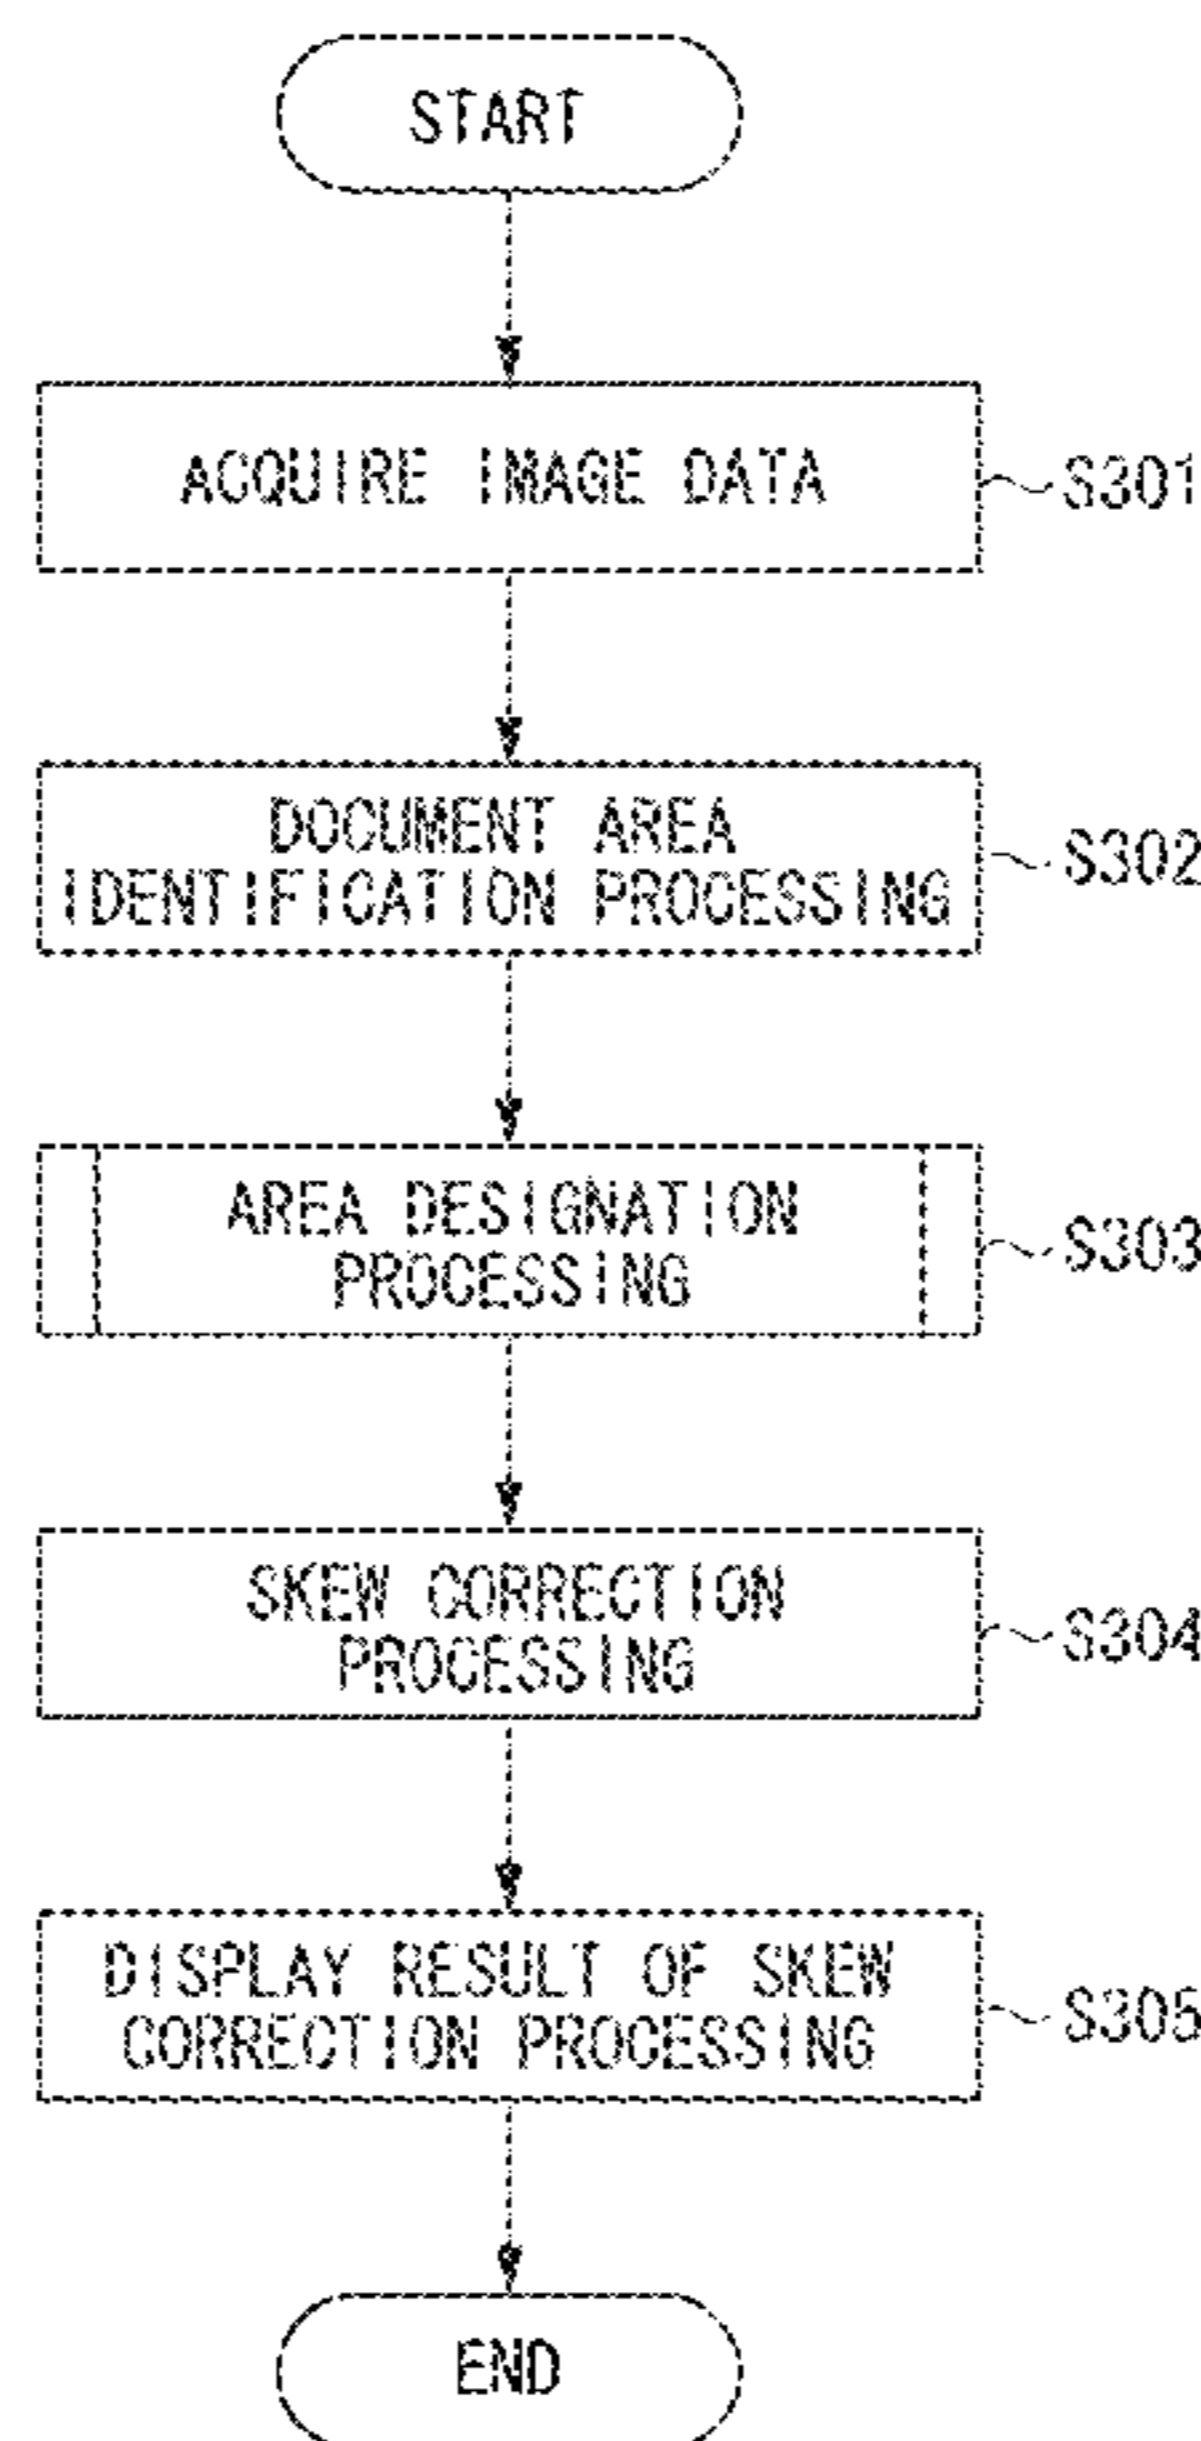 START
ACQUIRE IMAGE DATA
S301
DOCUMENT AREA
IDENTIFICATION PROCESSING
S302
AREA DESIGNATION
PROCESSING
S303
SKEW CORRECTION
PROCESSING
S304
DISPLAY RESULT OF SKEW
CORRECTION PROCESSING
S305
END